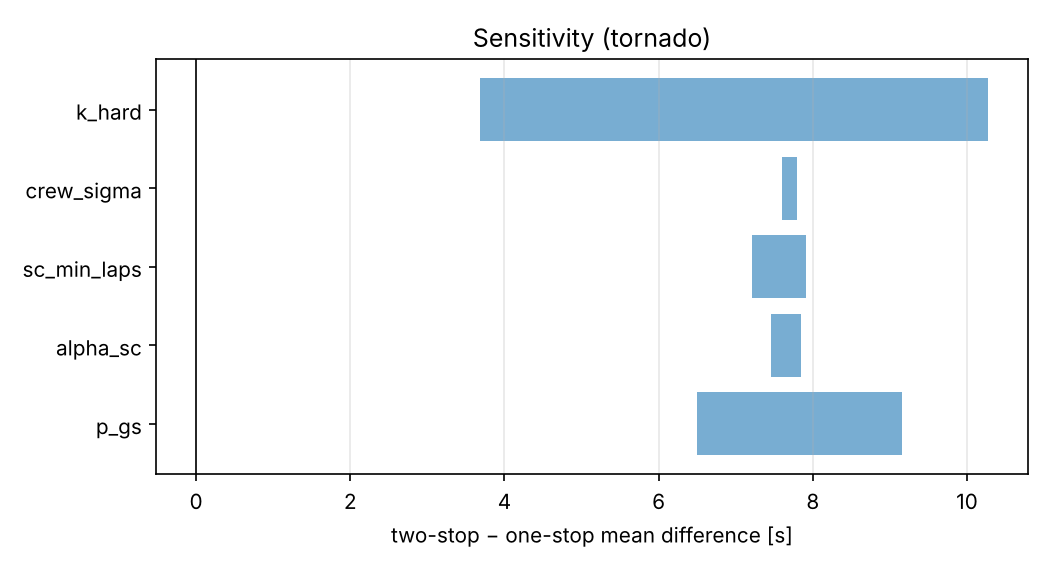 Sensitivity (tornado)
k_hard
crew_sigma
sc_min_laps
alpha_sc
p_gs
0 2 4 6 8 10
two-stop − one-stop mean difference [s]